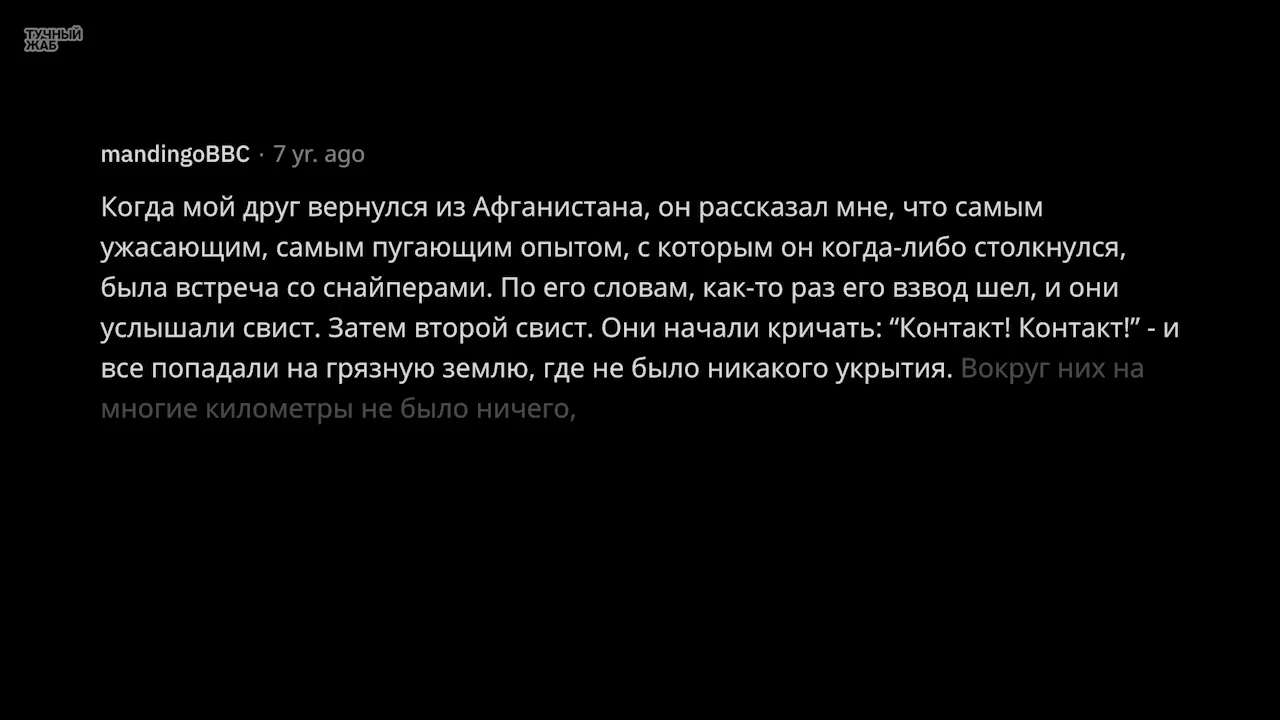 ТУЧНЫЙ
ЖАБ
mandingoBBC · 7 yr. ago
Когда мой друг вернулся из Афганистана, он рассказал мне, что самым
ужасающим, самым пугающим опытом, с которым он когда-либо столкнулся,
была встреча со снайперами. По его словам, как-то раз его взвод шел, и они
услышали свист. Затем второй свист. Они начали кричать: “Контакт! Контакт!” - и
все попадали на грязную землю, где не было никакого укрытия. Вокруг них на
многие километры не было ничего,